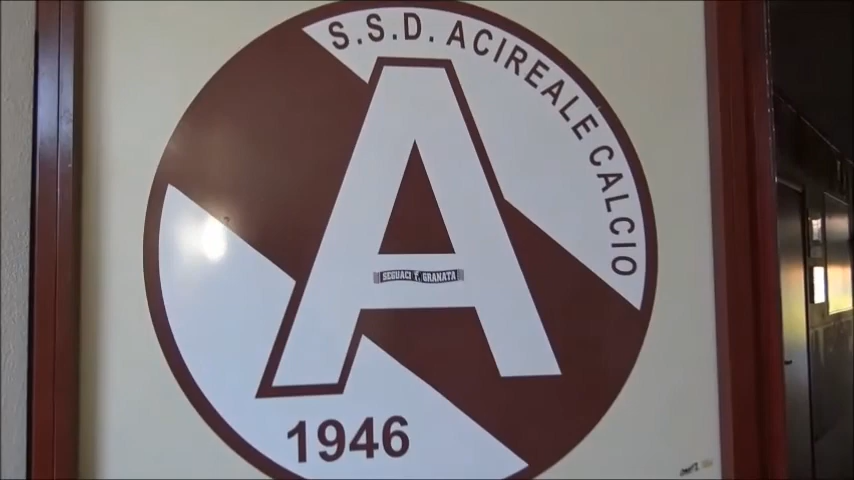 S.S.D. ACIREALE CALCIO
A
SEGUACI GRANATA
1946